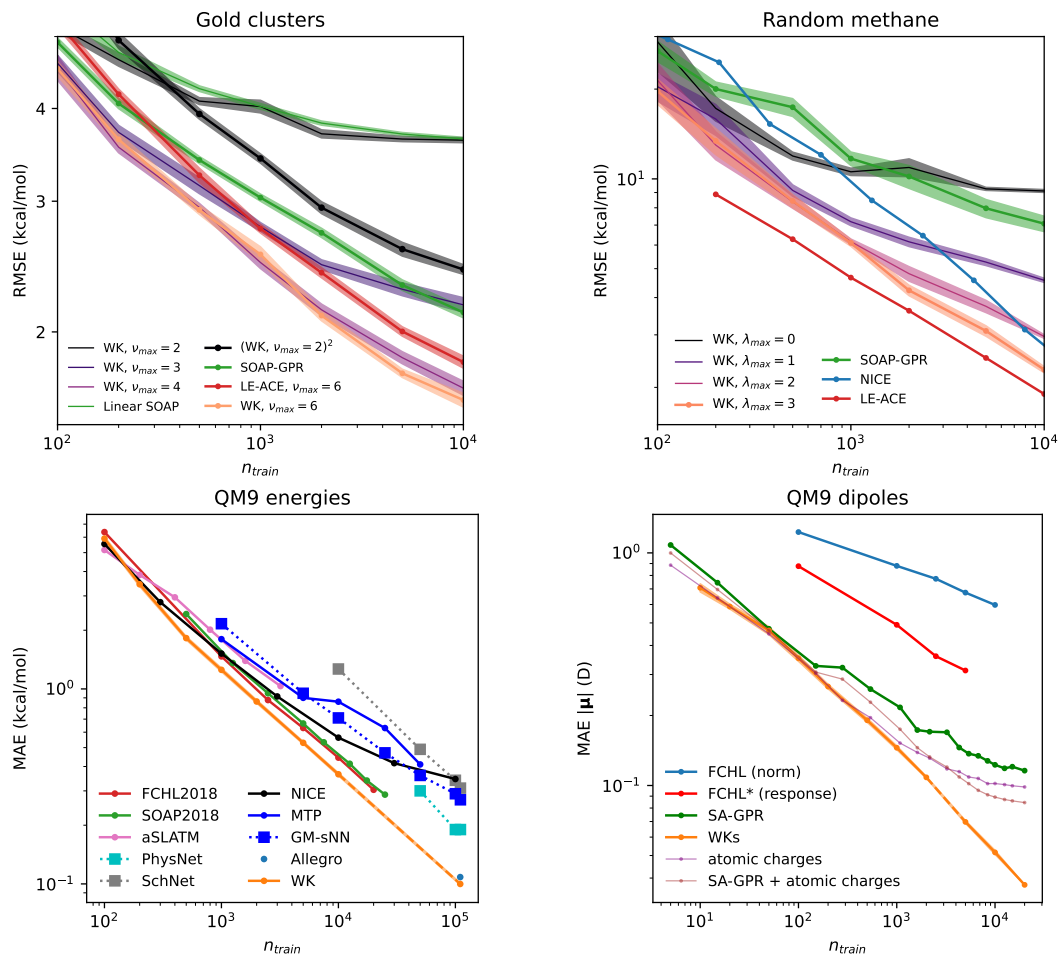 Gold clusters
RMSE (kcal/mol)
4
3
2
WK, νmax = 2
WK, νmax = 3
WK, νmax = 4
Linear SOAP
(WK, νmax = 2)²
SOAP-GPR
LE-ACE, νmax = 6
WK, νmax = 6
10²
10³
10⁴
ntrain
Random methane
RMSE (kcal/mol)
10¹
WK, λmax = 0
WK, λmax = 1
WK, λmax = 2
WK, λmax = 3
SOAP-GPR
NICE
LE-ACE
10²
10³
10⁴
ntrain
QM9 energies
MAE (kcal/mol)
10⁰
10⁻¹
FCHL2018
SOAP2018
aSLATM
PhysNet
SchNet
NICE
MTP
GM-sNN
Allegro
WK
10²
10³
10⁴
10⁵
ntrain
QM9 dipoles
MAE |μ| (D)
10⁰
10⁻¹
FCHL (norm)
FCHL* (response)
SA-GPR
WKs
atomic charges
SA-GPR + atomic charges
10¹
10²
10³
10⁴
ntrain